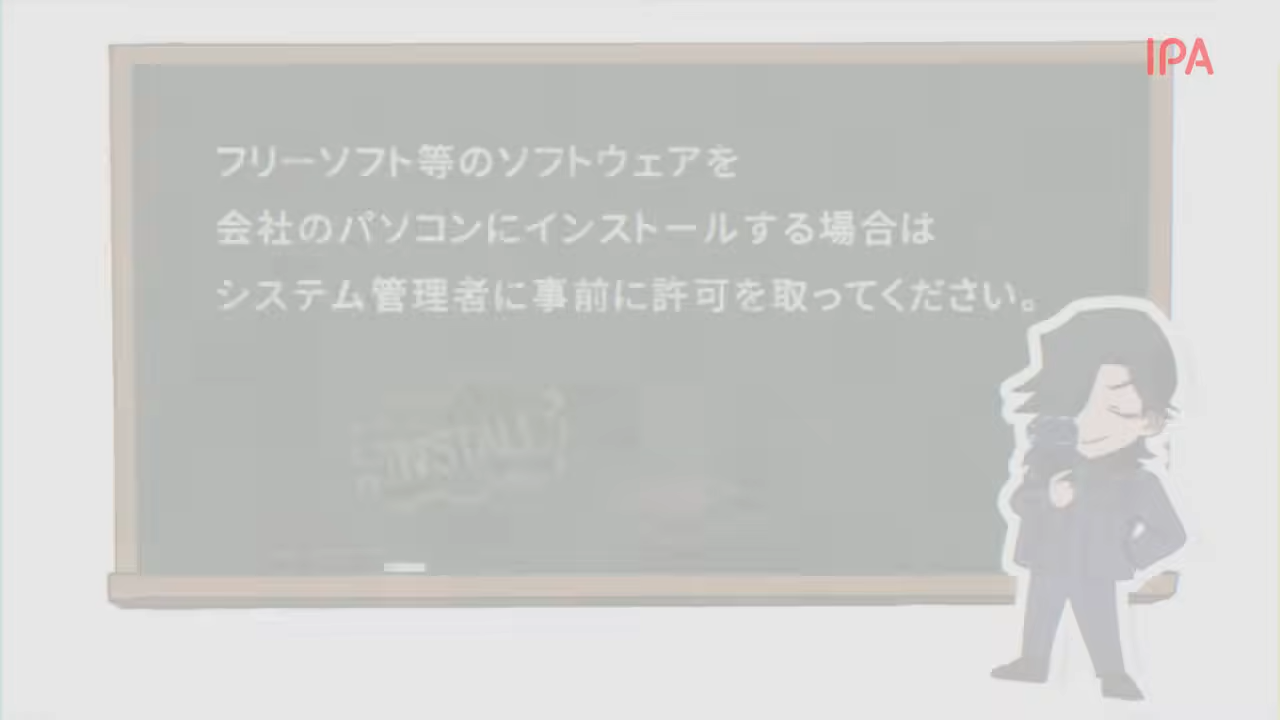 IPA
フリーソフト等のソフトウェアを
会社のパソコンにインストールする場合は
システム管理者に事前に許可を取ってください。